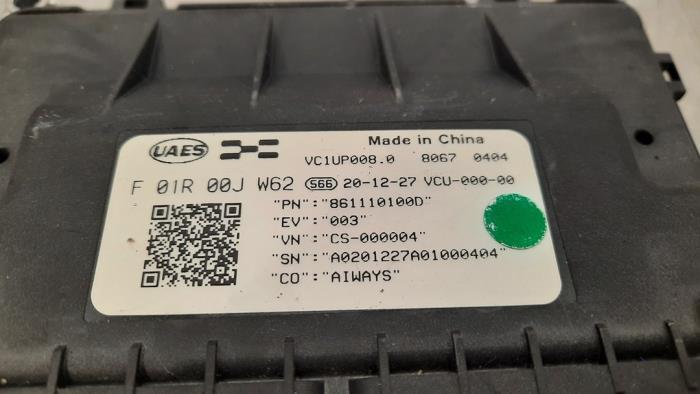 UAES
Made in China
VC1UP008.0 8067 0404
F 01R 00J W62 S66 20-12-27 VCU-000-00
"PN":"861110100D"
"EV":"003"
"VN":"CS-000004"
"SN":"A0201227A01000404"
"CO":"AIWAYS"